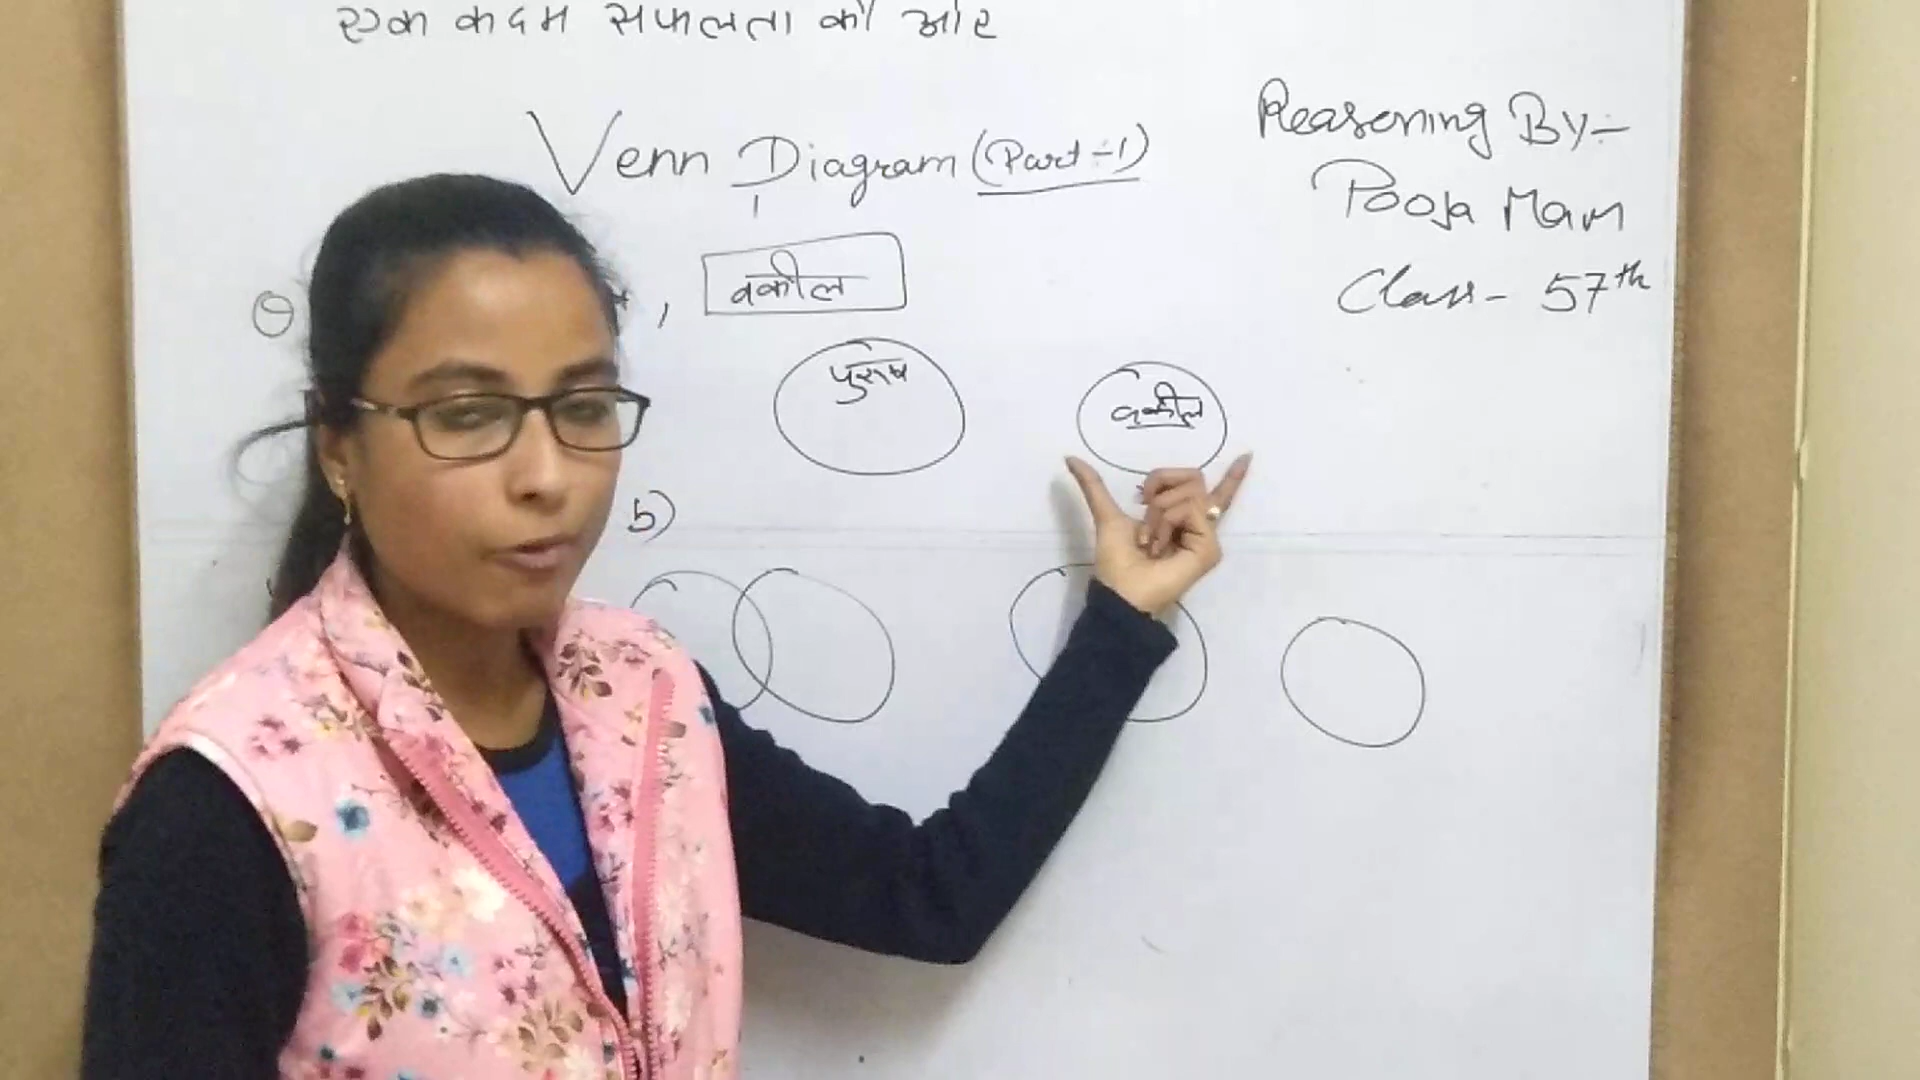 एक कदम सफलता की ओर
Venn Diagram (Part-1)
Reasoning By:-
Pooja Mam
Class- 57th
, वकील
पुरुष
वकील
b)